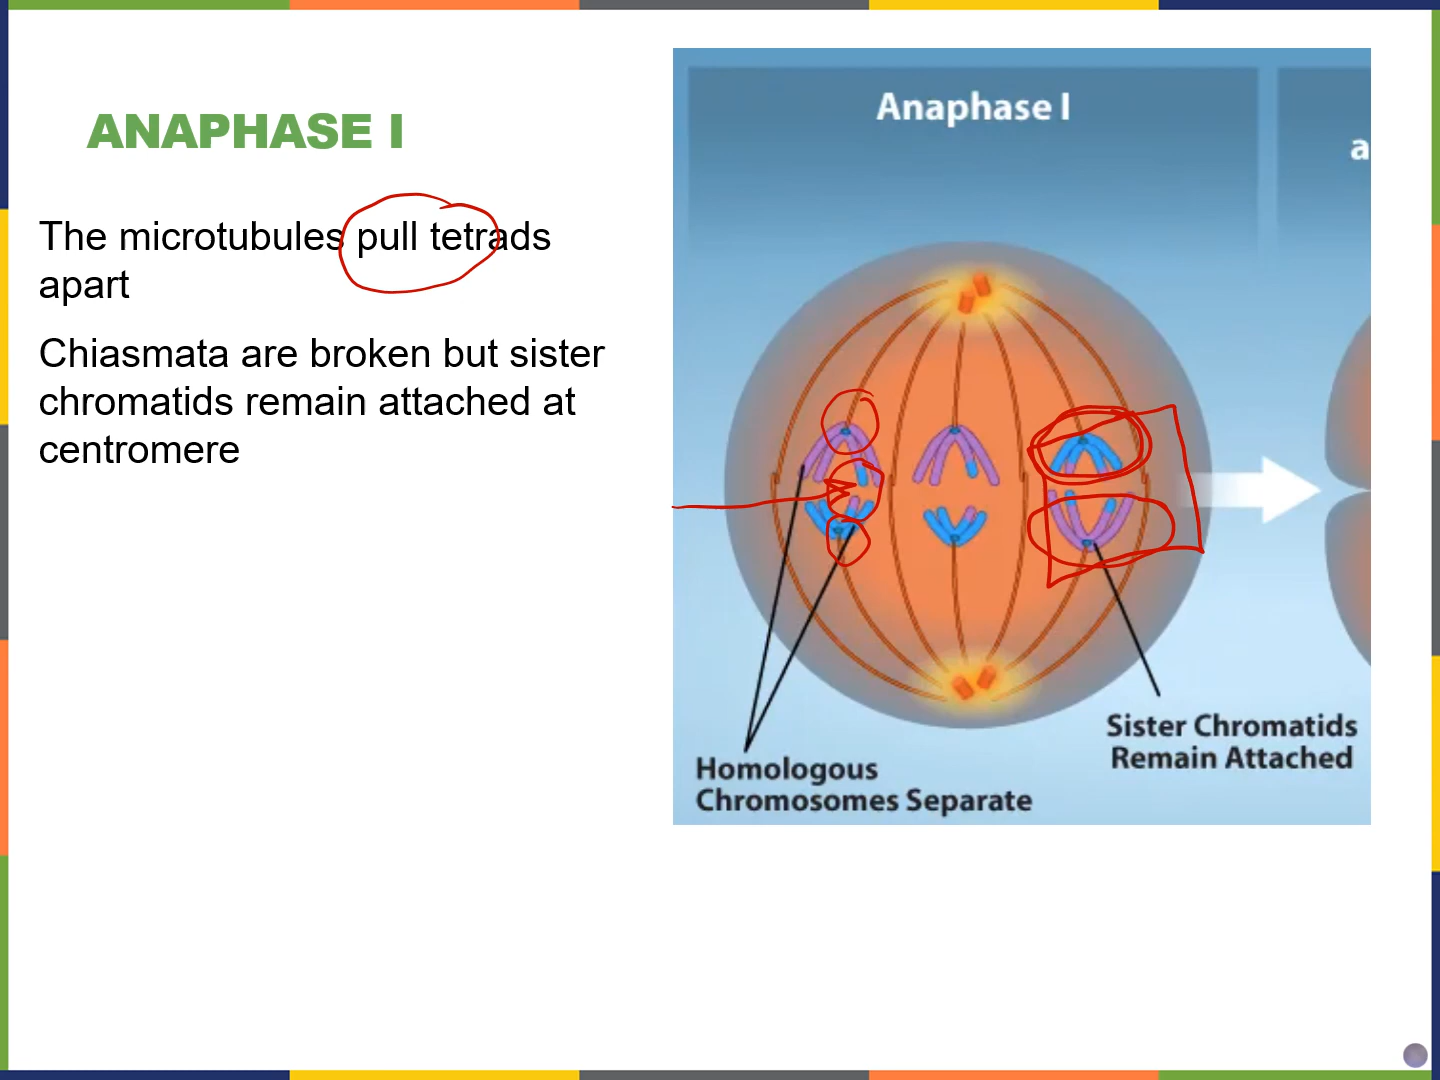 ANAPHASE I
The microtubules pull tetrads
apart
Chiasmata are broken but sister
chromatids remain attached at
centromere
Anaphase I
a
Sister Chromatids
Remain Attached
Homologous
Chromosomes Separate